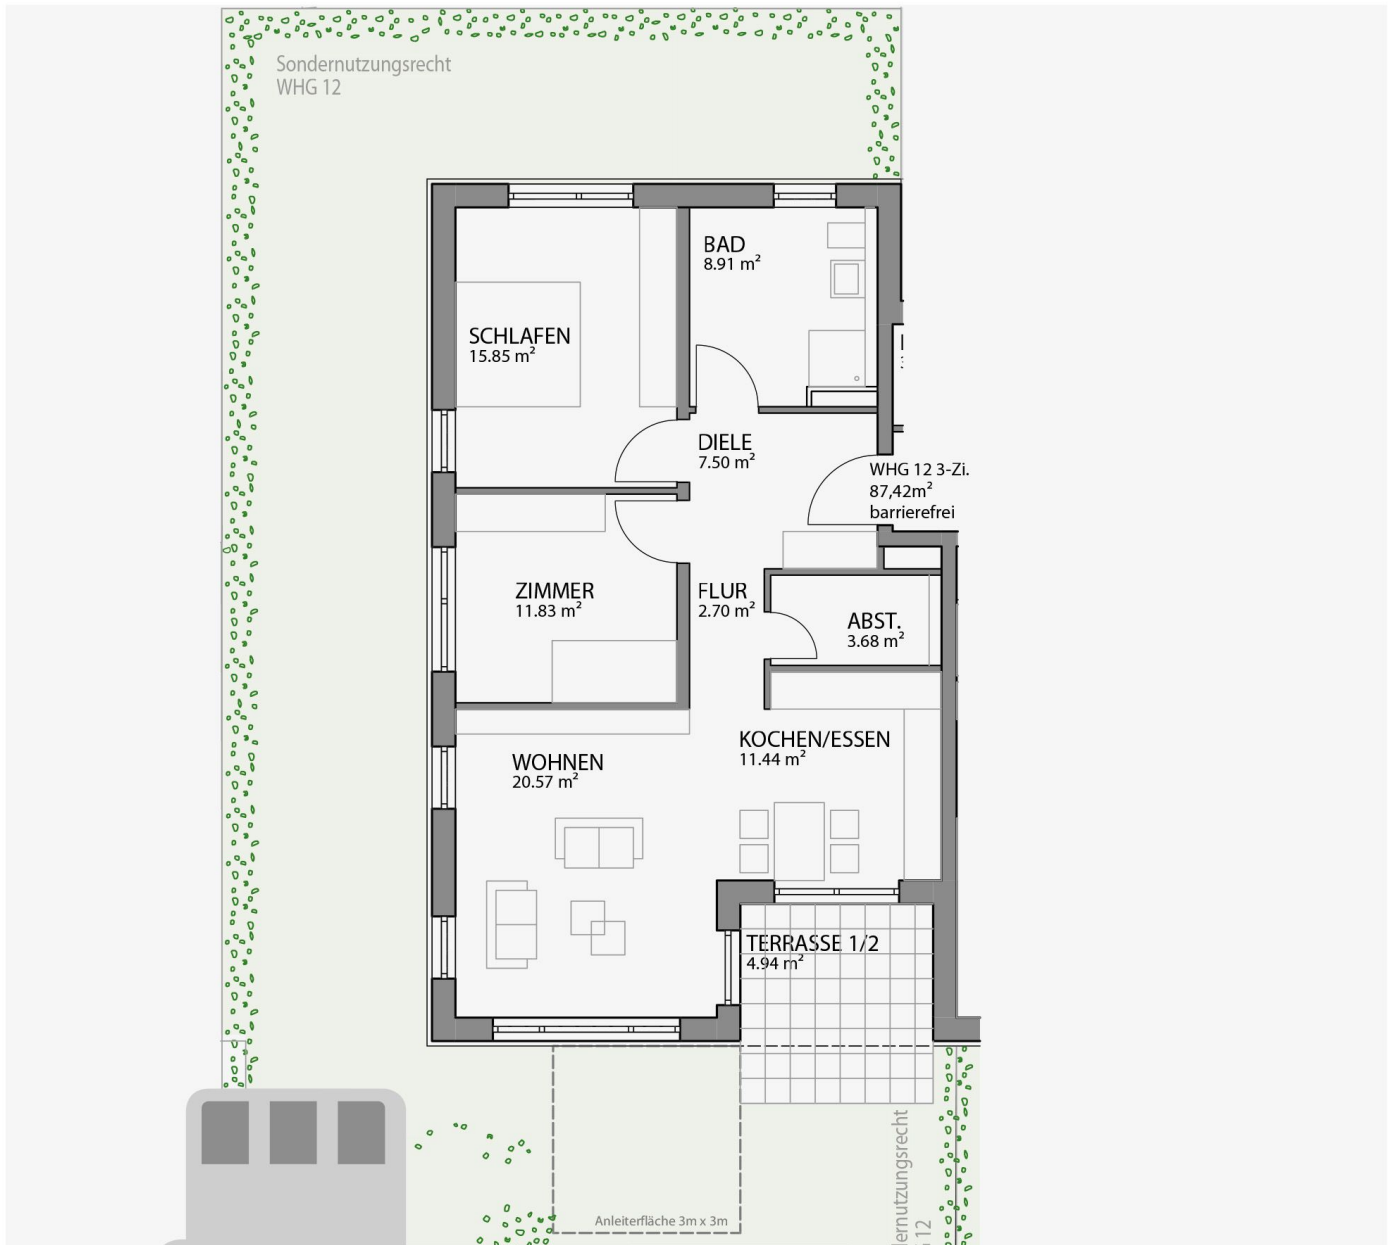 Sondernutzungsrecht
WHG 12
BAD
8.91 m²
SCHLAFEN
15.85 m²
DIELE
7.50 m²
WHG 12 3-Zi.
87,42m²
barrierefrei
ZIMMER
11.83 m²
FLUR
2.70 m²
ABST.
3.68 m²
KOCHEN/ESSEN
11.44 m²
WOHNEN
20.57 m²
TERRASSE 1/2
4.94 m²
Anleiterfläche 3m x 3m
dernutzungsrecht
12